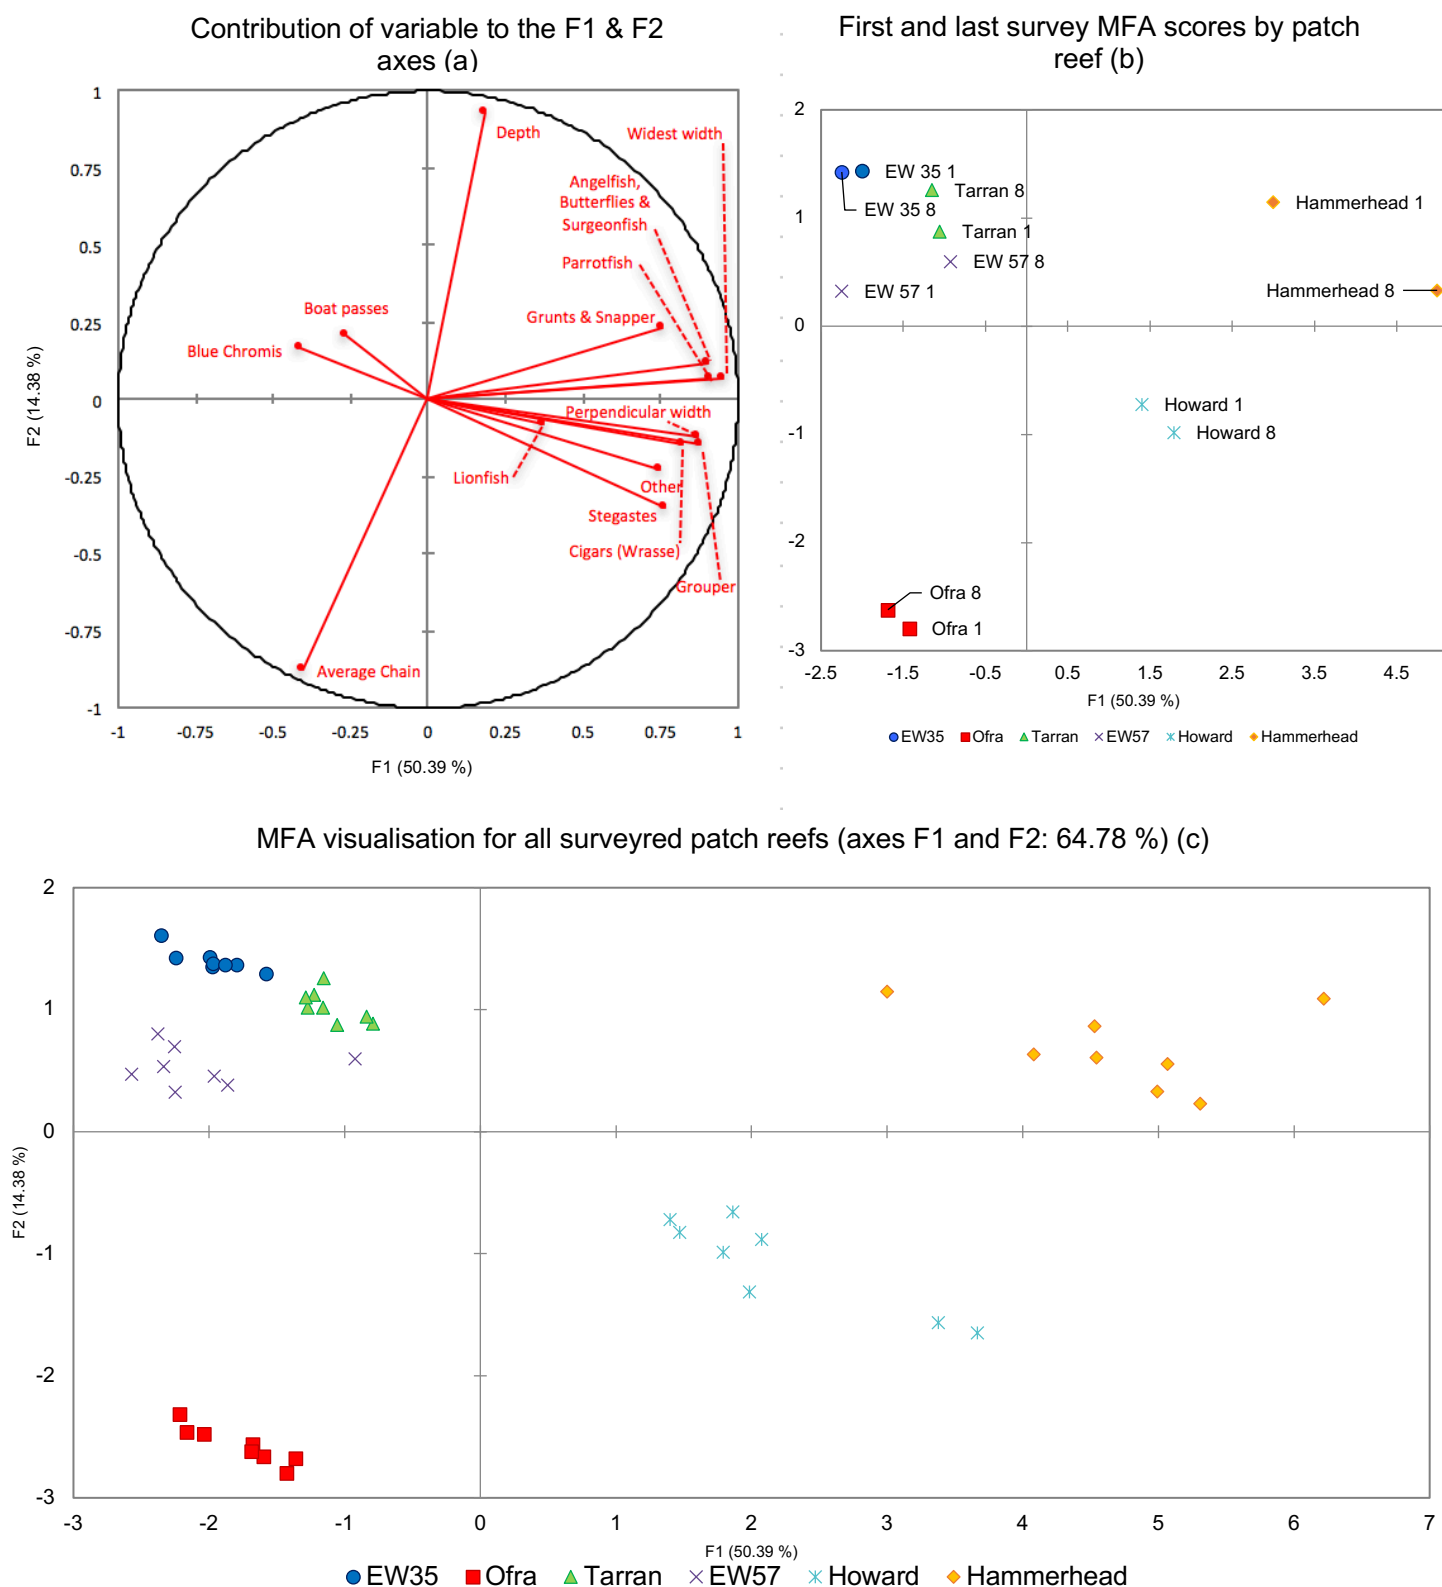 Contribution of variable to the F1 & F2
axes (a)
1
0.75
0.5
0.25
0
-0.25
-0.5
-0.75
-1
F2 (14.38 %)
Depth
Widest width
Angelfish,
Butterflies &
Surgeonfish
Parrotfish
Grunts & Snapper
Boat passes
Blue Chromis
Perpendicular width
Lionfish
Other
Stegastes
Cigars (Wrasse)
Grouper
Average Chain
-1 -0.75 -0.5 -0.25 0 0.25 0.5 0.75 1
F1 (50.39 %)
First and last survey MFA scores by patch
reef (b)
2
1
0
-1
-2
-3
EW 35 1
EW 35 8
Tarran 8
Tarran 1
EW 57 8
EW 57 1
Hammerhead 1
Hammerhead 8
Howard 1
Howard 8
Ofra 8
Ofra 1
-2.5 -1.5 -0.5 0.5 1.5 2.5 3.5 4.5
F1 (50.39 %)
EW35 Ofra Tarran EW57 Howard Hammerhead
MFA visualisation for all surveyred patch reefs (axes F1 and F2: 64.78 %) (c)
2
1
0
-1
-2
-3
F2 (14.38 %)
-3 -2 -1 0 1 2 3 4 5 6 7
F1 (50.39 %)
EW35 Ofra Tarran EW57 Howard Hammerhead